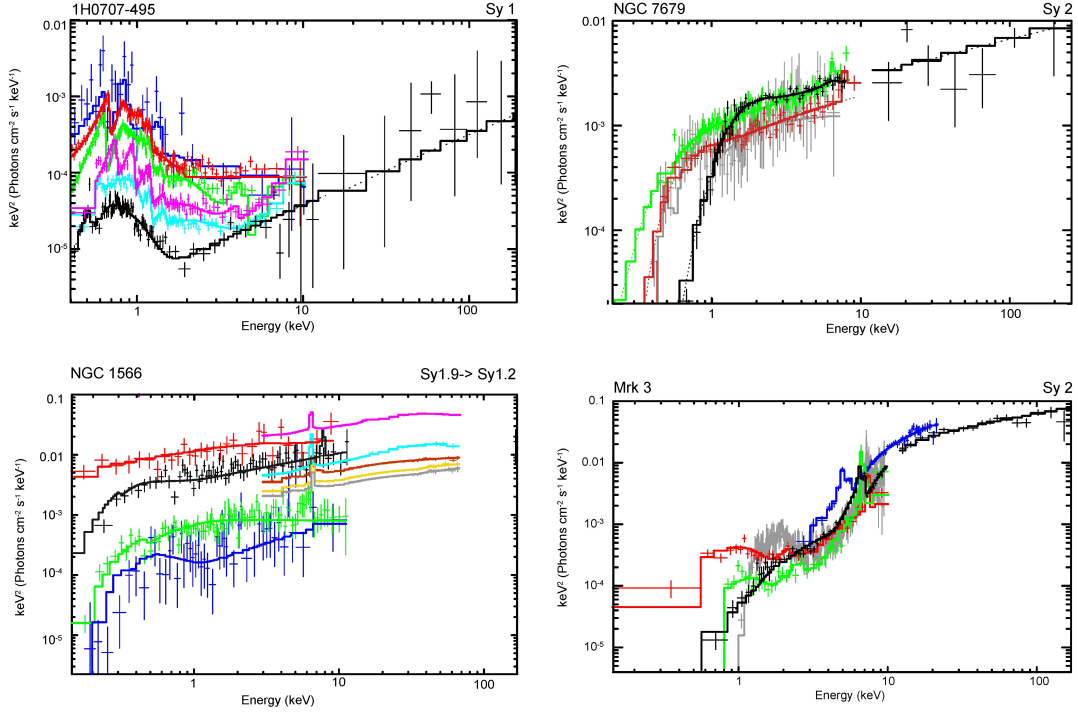 1H0707-495 Sy 1
0.01
10⁻³
10⁻⁴
10⁻⁵
keV² (Photons cm⁻² s⁻¹ keV⁻¹)
1 10 100
Energy (keV)
NGC 7679 Sy 2
0.01
10⁻³
10⁻⁴
keV² (Photons cm⁻² s⁻¹ keV⁻¹)
1 10 100
Energy (keV)
NGC 1566 Sy1.9-> Sy1.2
0.1
0.01
10⁻³
10⁻⁴
10⁻⁵
keV² (Photons cm⁻² s⁻¹ keV⁻¹)
0.1 1 10 100
Energy (keV)
Mrk 3 Sy 2
0.1
0.01
10⁻³
10⁻⁴
10⁻⁵
keV² (Photons cm⁻² s⁻¹ keV⁻¹)
1 10 100
Energy (keV)